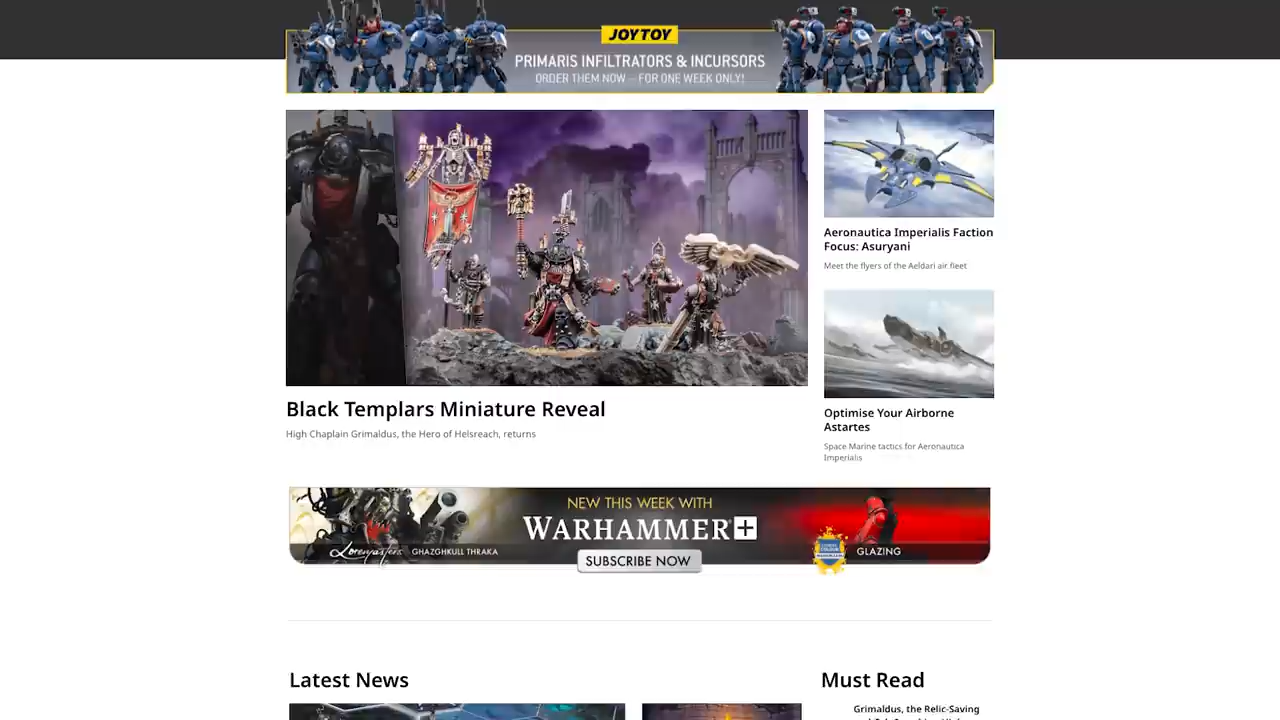 JOYTOY
PRIMARIS INFILTRATORS & INCURSORS
ORDER THEM NOW – FOR ONE WEEK ONLY!
Black Templars Miniature Reveal
High Chaplain Grimaldus, the Hero of Helsreach, returns
Aeronautica Imperialis Faction
Focus: Asuryani
Meet the flyers of the Aeldari air fleet
Optimise Your Airborne
Astartes
Space Marine tactics for Aeronautica
Imperialis
NEW THIS WEEK WITH
WARHAMMER+
Loremasters GHAZGHKULL THRAKA
SUBSCRIBE NOW
GLAZING
Latest News
Must Read
Grimaldus, the Relic-Saving